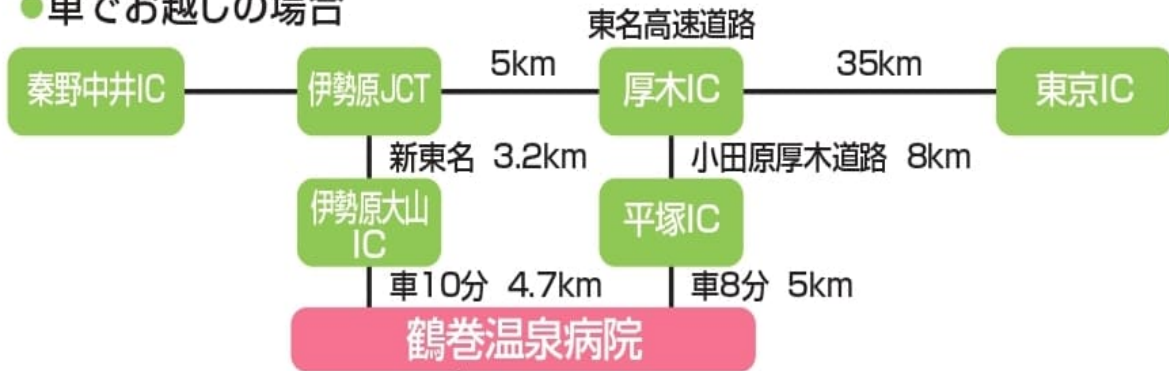 ●車でお越しの場合
東名高速道路
秦野中井IC
伊勢原JCT
5km
厚木IC
35km
東京IC
新東名 3.2km
小田原厚木道路 8km
伊勢原大山
IC
平塚IC
車10分 4.7km
車8分 5km
鶴巻温泉病院